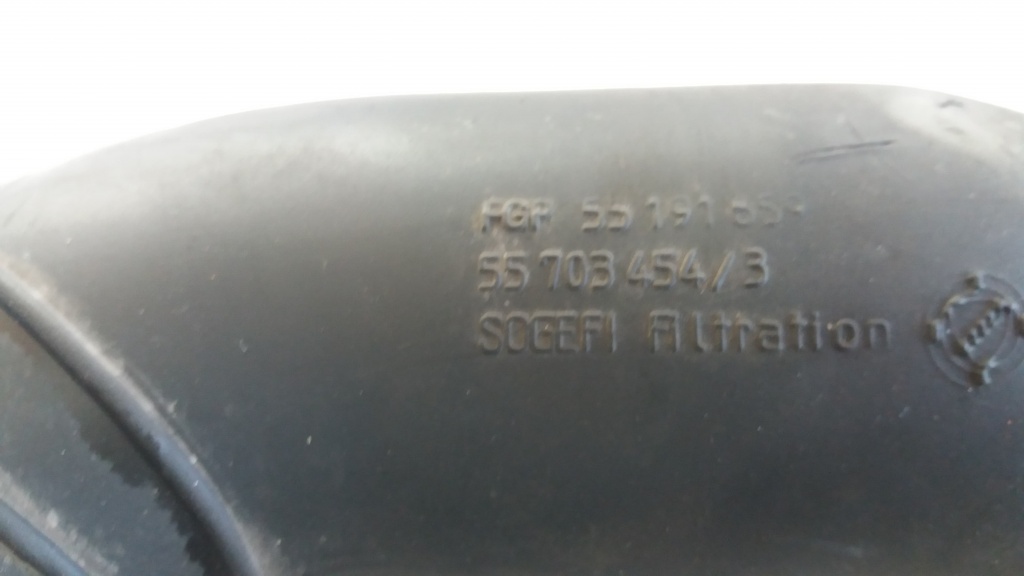 FGP 55 191
55 703 454/3
SOGEFI Filtration